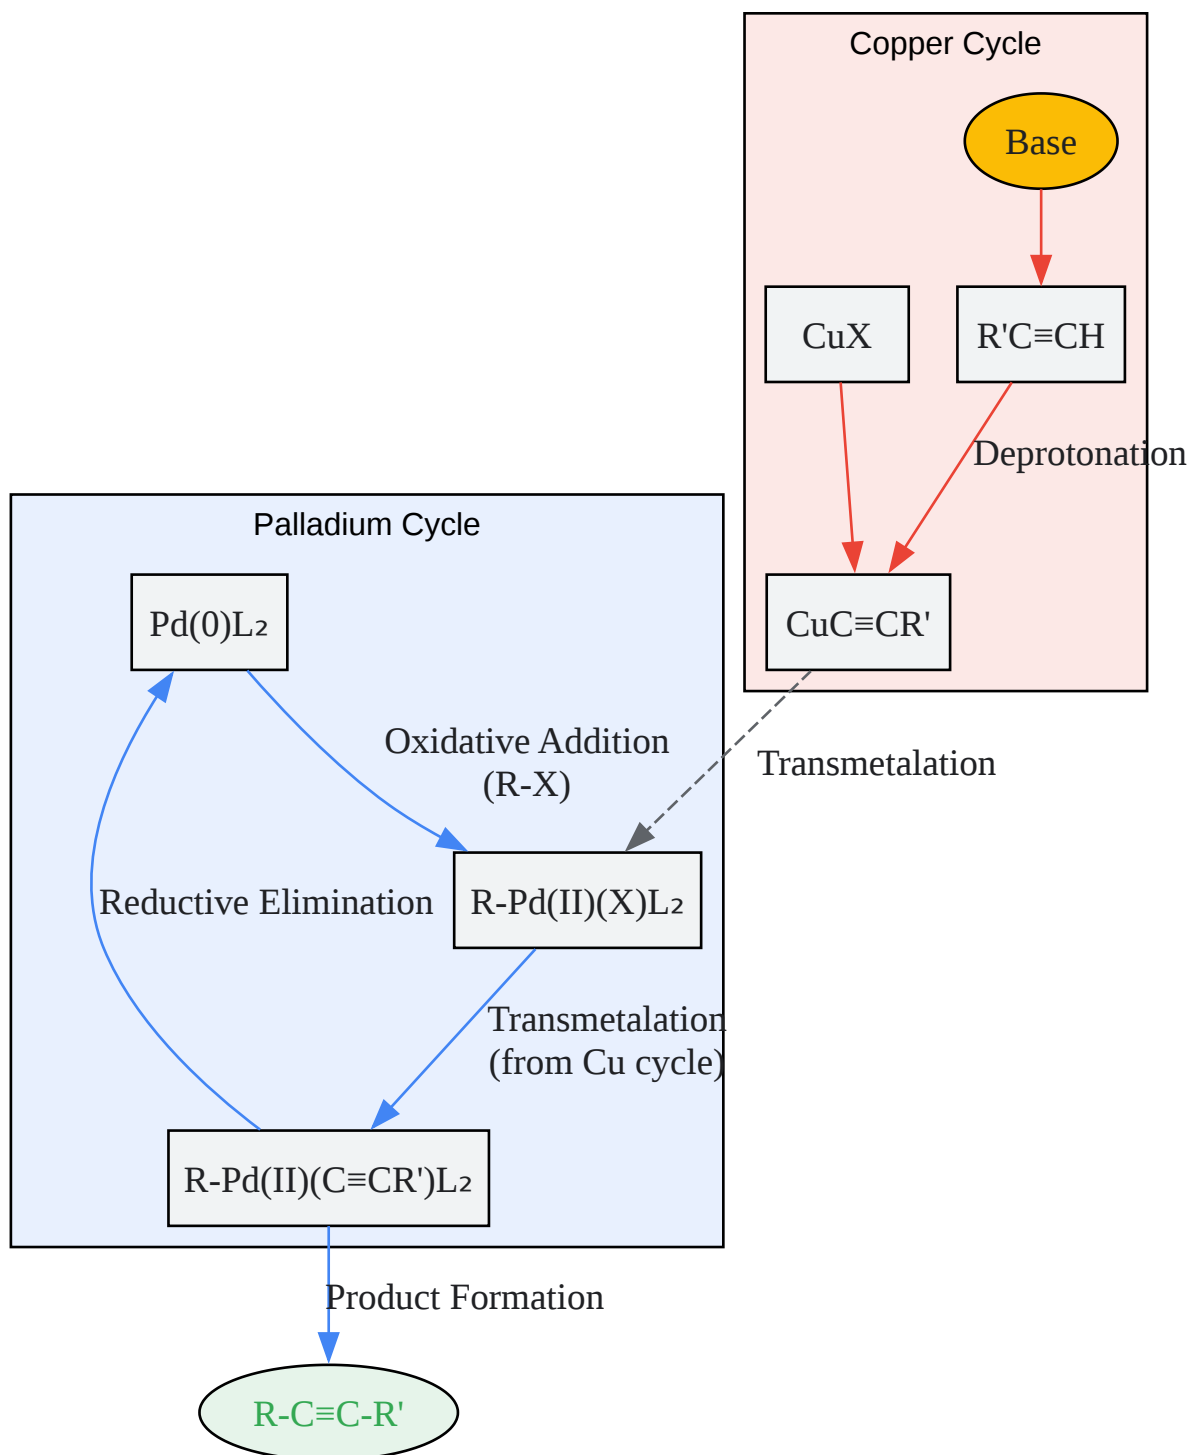 Copper Cycle
Base
CuX
R'C≡CH
Deprotonation
Palladium Cycle
Pd(0)L₂
CuC≡CR'
Oxidative Addition
(R-X)
Transmetalation
Reductive Elimination
R-Pd(II)(X)L₂
Transmetalation
(from Cu cycle)
R-Pd(II)(C≡CR')L₂
Product Formation
R-C≡C-R'